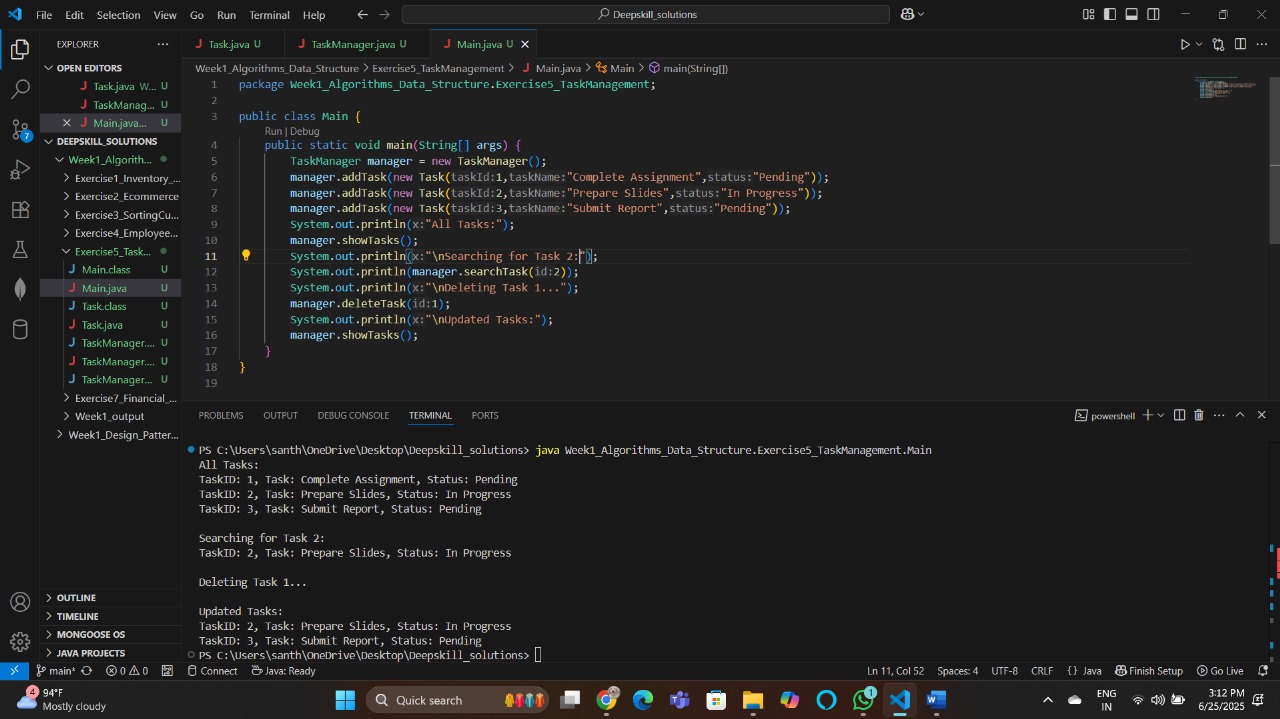 File Edit Selection View Go Run Terminal Help Deepskill_solutions
EXPLORER
Task.java U TaskManager.java U Main.java U
OPEN EDITORS
Task.java W... U
TaskManag... U
Main.java... U
DEEPSKILL_SOLUTIONS
Week1_Algorith...
Exercise1_Inventory_...
Exercise2_Ecommerce
Exercise3_SortingCu...
Exercise4_Employee...
Exercise5_Task...
Main.class U
Main.java U
Task.class U
Task.java U
TaskManager.... U
TaskManager.... U
TaskManager... U
Exercise7_Financial_...
Week1_output
Week1_Design_Patter...
OUTLINE
TIMELINE
MONGOOSE OS
JAVA PROJECTS
7
Week1_Algorithms_Data_Structure > Exercise5_TaskManagement > Main.java > Main > main(String[])
1 package Week1_Algorithms_Data_Structure.Exercise5_TaskManagement;
2
3 public class Main {
Run | Debug
4 public static void main(String[] args) {
5 TaskManager manager = new TaskManager();
6 manager.addTask(new Task(taskId:1,taskName:"Complete Assignment",status:"Pending"));
7 manager.addTask(new Task(taskId:2,taskName:"Prepare Slides",status:"In Progress"));
8 manager.addTask(new Task(taskId:3,taskName:"Submit Report",status:"Pending"));
9 System.out.println(x:"All Tasks:");
10 manager.showTasks();
11 System.out.println(x:"\nSearching for Task 2:");
12 System.out.println(manager.searchTask(id:2));
13 System.out.println(x:"\nDeleting Task 1...");
14 manager.deleteTask(id:1);
15 System.out.println(x:"\nUpdated Tasks:");
16 manager.showTasks();
17 }
18 }
19
PROBLEMS OUTPUT DEBUG CONSOLE TERMINAL PORTS powershell
PS C:\Users\santh\OneDrive\Desktop\Deepskill_solutions> java Week1_Algorithms_Data_Structure.Exercise5_TaskManagement.Main
All Tasks:
TaskID: 1, Task: Complete Assignment, Status: Pending
TaskID: 2, Task: Prepare Slides, Status: In Progress
TaskID: 3, Task: Submit Report, Status: Pending
Searching for Task 2:
TaskID: 2, Task: Prepare Slides, Status: In Progress
Deleting Task 1...
Updated Tasks:
TaskID: 2, Task: Prepare Slides, Status: In Progress
TaskID: 3, Task: Submit Report, Status: Pending
PS C:\Users\santh\OneDrive\Desktop\Deepskill_solutions>
main* 0 0 Connect Java: Ready Ln 11, Col 52 Spaces: 4 UTF-8 CRLF {} Java Finish Setup Go Live
4 94°F
Mostly cloudy
Quick search
1
ENG
IN
3:12 PM
6/25/2025